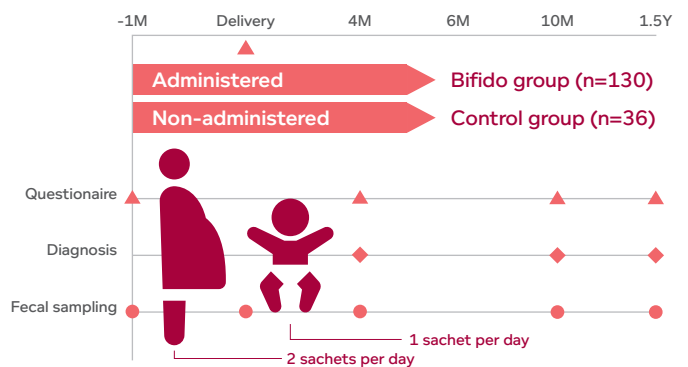 -1M Delivery 4M 6M 10M 1.5Y
Administered Bifido group (n=130)
Non-administered Control group (n=36)
Questionaire
Diagnosis
Fecal sampling
1 sachet per day
2 sachets per day